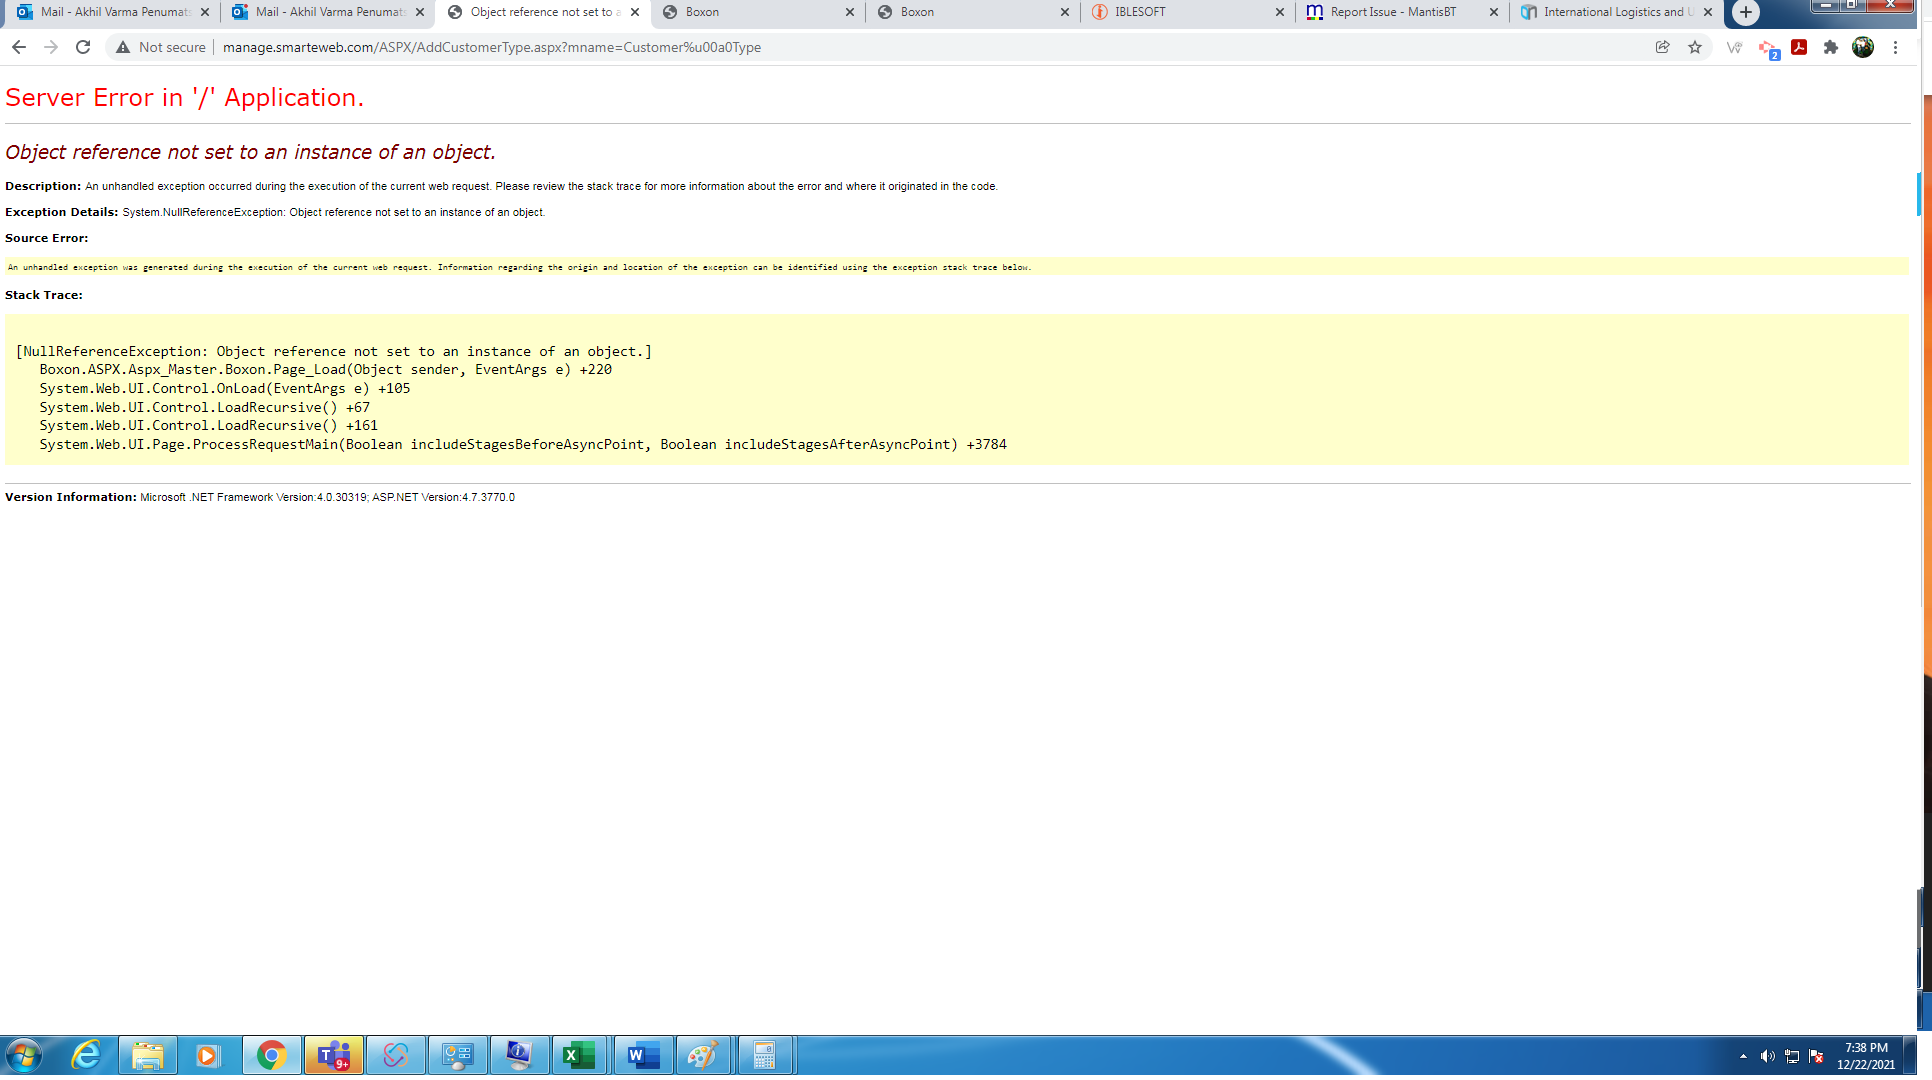 Mail - Akhil Varma Penumats
Mail - Akhil Varma Penumats
Object reference not set to a
Boxon
Boxon
IBLESOFT
Report Issue - MantisBT
International Logistics and U
Not secure
manage.smarteweb.com/ASPX/AddCustomerType.aspx?mname=Customer%u00a0Type
2
Server Error in '/' Application.
Object reference not set to an instance of an object.
Description: An unhandled exception occurred during the execution of the current web request. Please review the stack trace for more information about the error and where it originated in the code.
Exception Details: System.NullReferenceException: Object reference not set to an instance of an object.
Source Error:
An unhandled exception was generated during the execution of the current web request. Information regarding the origin and location of the exception can be identified using the exception stack trace below.
Stack Trace:
[NullReferenceException: Object reference not set to an instance of an object.]
Boxon.ASPX.Aspx_Master.Boxon.Page_Load(Object sender, EventArgs e) +220
System.Web.UI.Control.OnLoad(EventArgs e) +105
System.Web.UI.Control.LoadRecursive() +67
System.Web.UI.Control.LoadRecursive() +161
System.Web.UI.Page.ProcessRequestMain(Boolean includeStagesBeforeAsyncPoint, Boolean includeStagesAfterAsyncPoint) +3784
Version Information: Microsoft .NET Framework Version:4.0.30319; ASP.NET Version:4.7.3770.0
9+
7:38 PM
12/22/2021